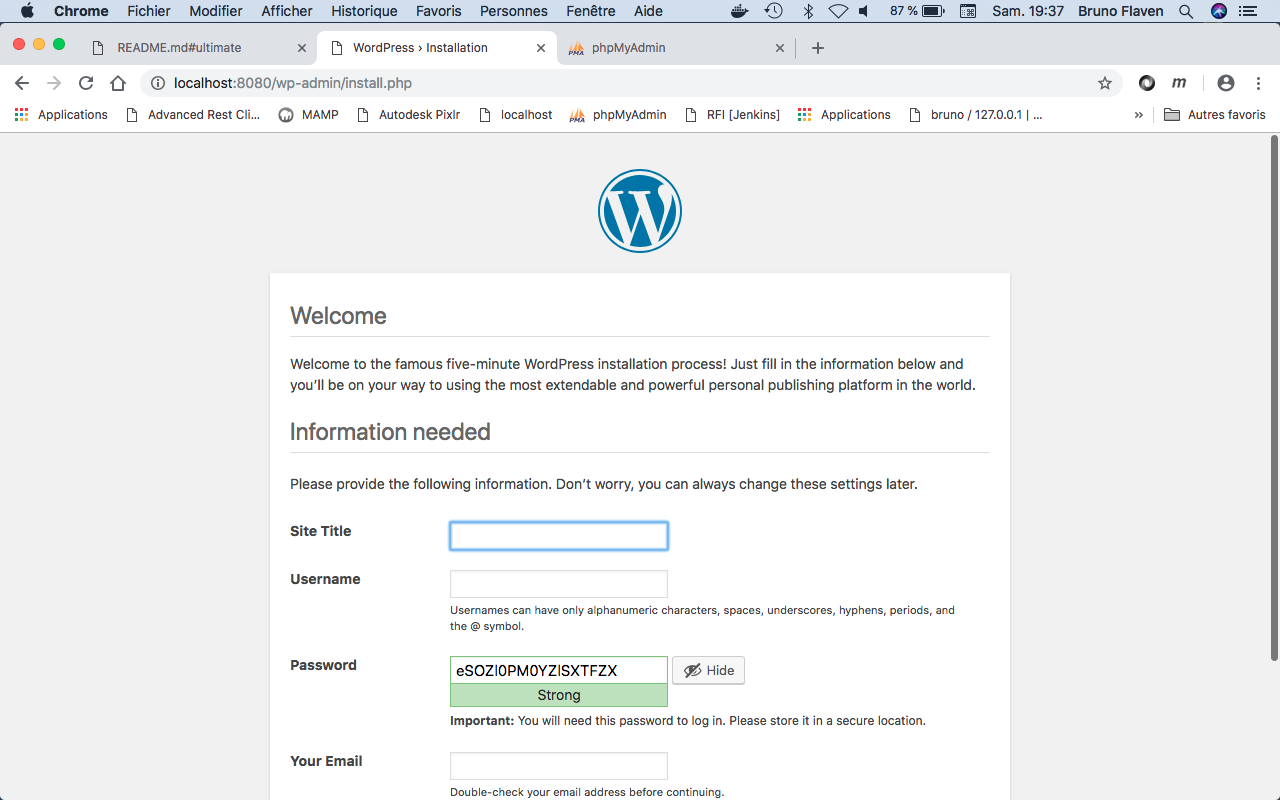 Chrome Fichier Modifier Afficher Historique Favoris Personnes Fenêtre Aide 87 % Sam. 19:37 Bruno Flaven
README.md#ultimate WordPress › Installation phpMyAdmin
localhost:8080/wp-admin/install.php m
Applications Advanced Rest Cli... MAMP Autodesk Pixlr localhost phpMyAdmin RFI [Jenkins] Applications bruno / 127.0.0.1 | ... » Autres favoris
Welcome
Welcome to the famous five-minute WordPress installation process! Just fill in the information below and
you’ll be on your way to using the most extendable and powerful personal publishing platform in the world.
Information needed
Please provide the following information. Don’t worry, you can always change these settings later.
Site Title
Username
Usernames can have only alphanumeric characters, spaces, underscores, hyphens, periods, and
the @ symbol.
Password Hide
Strong
Important: You will need this password to log in. Please store it in a secure location.
Your Email
Double-check your email address before continuing.